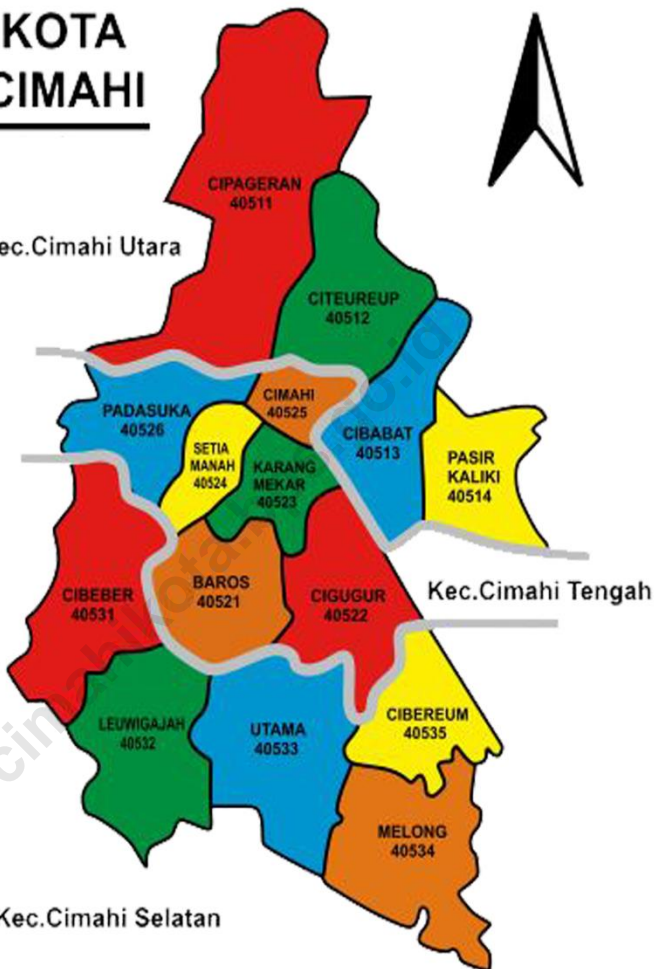 KOTA
CIMAHI
CIPAGERAN
40511
ec.Cimahi Utara
CITEUREUP
40512
CIMAHI
40525
PADASUKA
40526
CIBABAT
40513
SETIA
MANAH
40524
KARANG
MEKAR
40523
PASIR
KALIKI
40514
BAROS
40521
CIGUGUR
40522
CIBEBER
40531
Kec.Cimahi Tengah
LEUWIGAJAH
40532
UTAMA
40533
CIBEREUM
40535
MELONG
40534
Kec.Cimahi Selatan